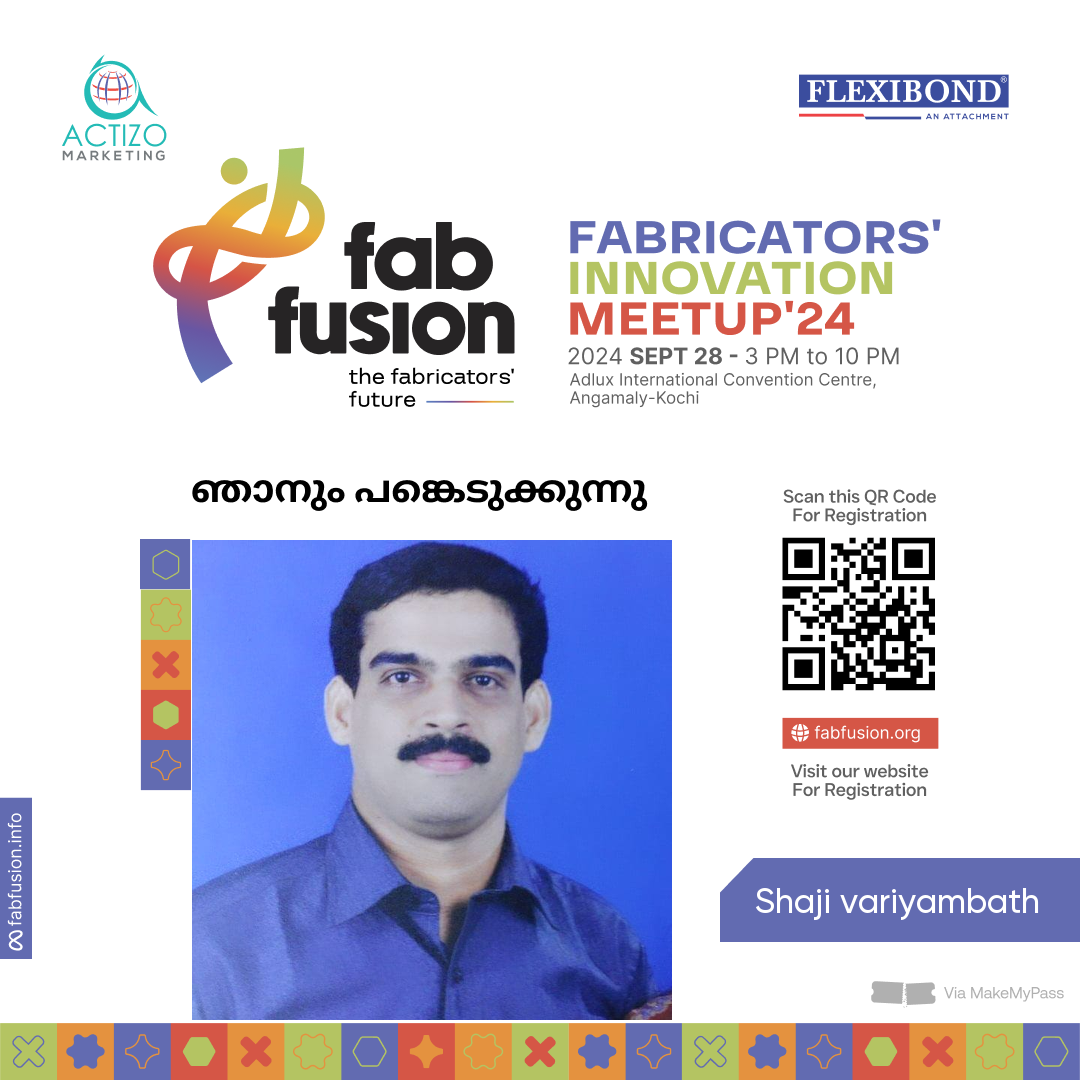 ACTIZO
MARKETING
FLEXIBOND®
AN ATTACHMENT
fab
fusion
the fabricators'
future
FABRICATORS'
INNOVATION
MEETUP'24
2024 SEPT 28 - 3 PM to 10 PM
Adlux International Convention Centre,
Angamaly-Kochi
ഞാനും പങ്കെടുക്കുന്നു
Scan this QR Code
For Registration
fabfusion.org
Visit our website
For Registration
fabfusion.info
Shaji variyambath
Via MakeMyPass